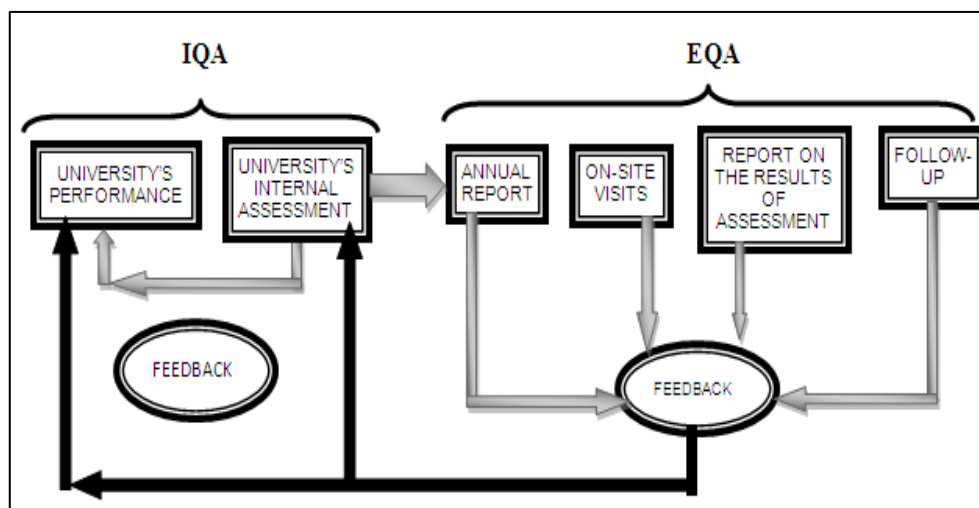 IQA
EQA
UNIVERSITY'S
PERFORMANCE
UNIVERSITY'S
INTERNAL
ASSESSMENT
ANNUAL
REPORT
ON-SITE
VISITS
REPORT ON
THE RESULTS
OF
ASSESSMENT
FOLLOW-
UP
FEEDBACK
FEEDBACK